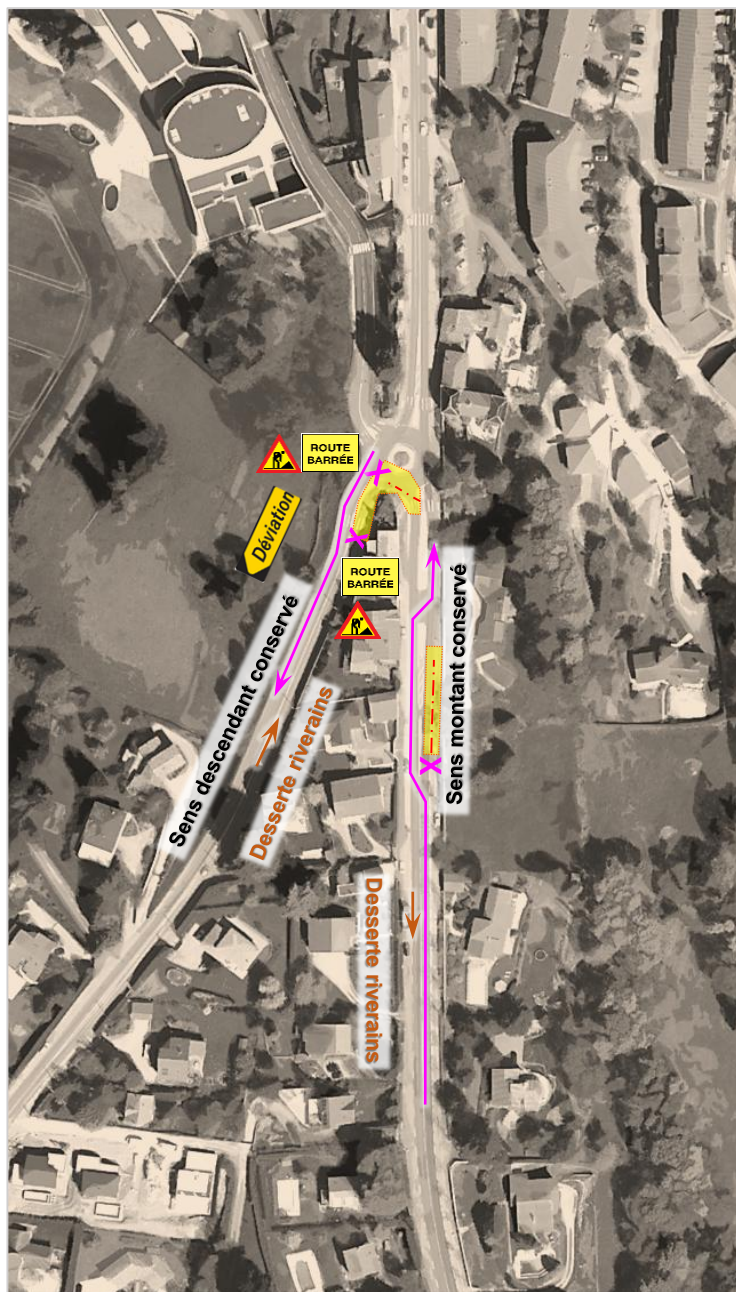 ROUTE
BARRÉE
Déviation
ROUTE
BARRÉE
Sens descendant conservé
Sens montant conservé
Desserte riverains
Desserte riverains